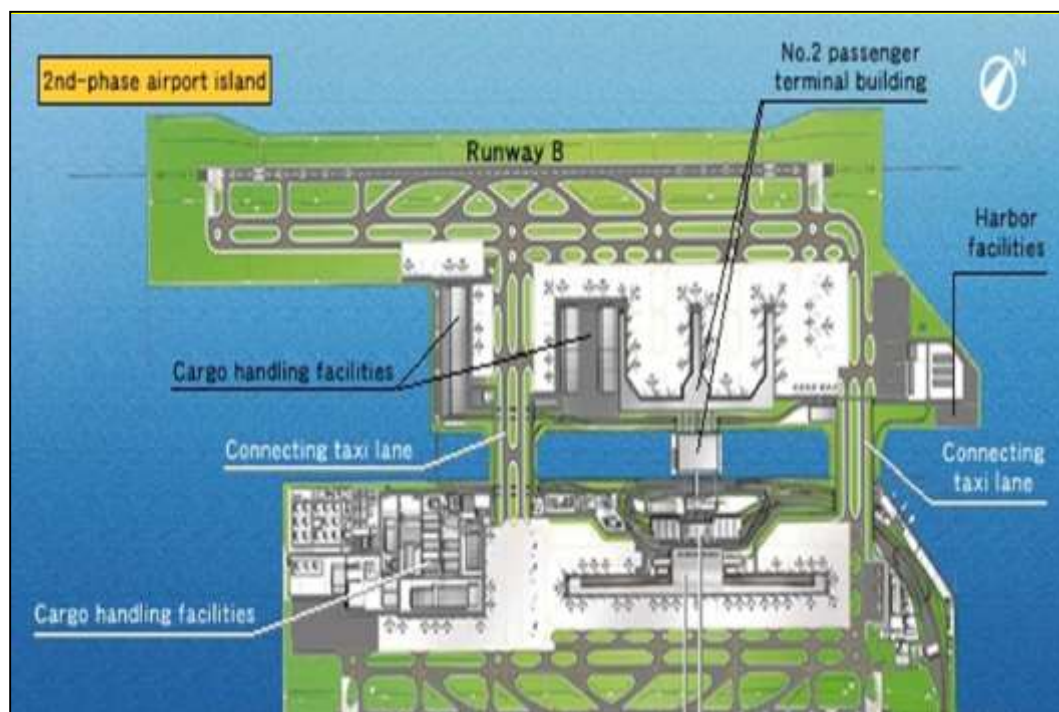 2nd-phase airport island
No.2 passenger
terminal building
N
Runway B
Harbor
facilities
Cargo handling facilities
Connecting taxi lane
Connecting
taxi lane
Cargo handling facilities